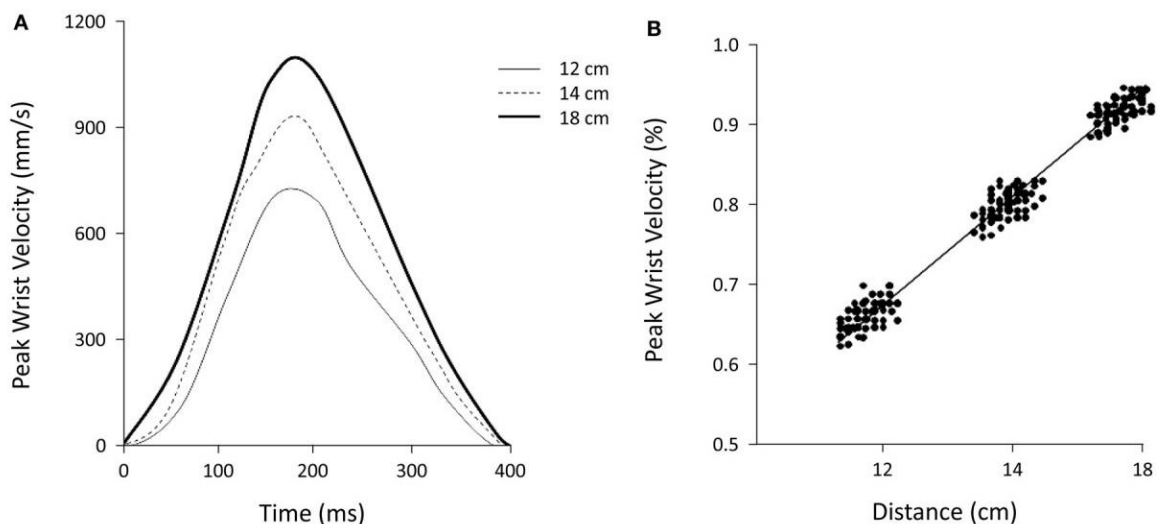 A
Peak Wrist Velocity (mm/s)
1200
900
600
300
0
0 100 200 300 400
Time (ms)
12 cm
14 cm
18 cm
B
Peak Wrist Velocity (%)
1.0
0.9
0.8
0.7
0.6
0.5
12 14 18
Distance (cm)